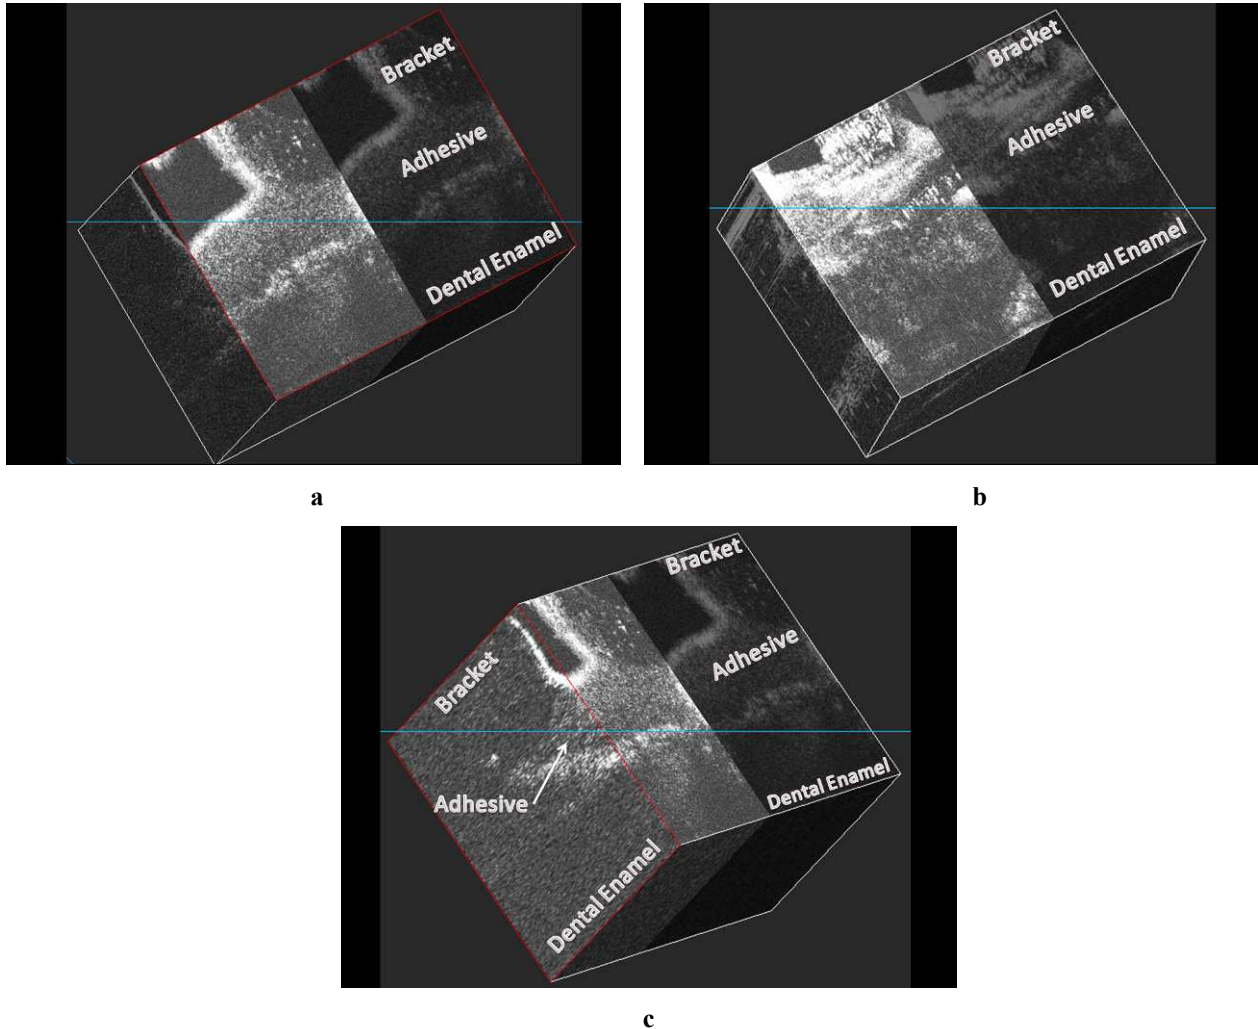 Bracket
Adhesive
Dental Enamel
Bracket
Adhesive
Dental Enamel
a
b
Bracket
Bracket
Adhesive
Adhesive
Dental Enamel
Dental Enamel
c